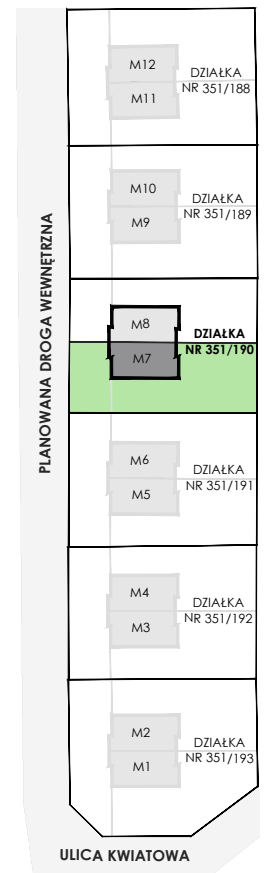 M12
M11
DZIAŁKA
NR 351/188
M10
M9
DZIAŁKA
NR 351/189
PLANOWANA DROGA WEWNĘTRZNA
M8
M7
DZIAŁKA
NR 351/190
M6
M5
DZIAŁKA
NR 351/191
M4
M3
DZIAŁKA
NR 351/192
M2
M1
DZIAŁKA
NR 351/193
ULICA KWIATOWA